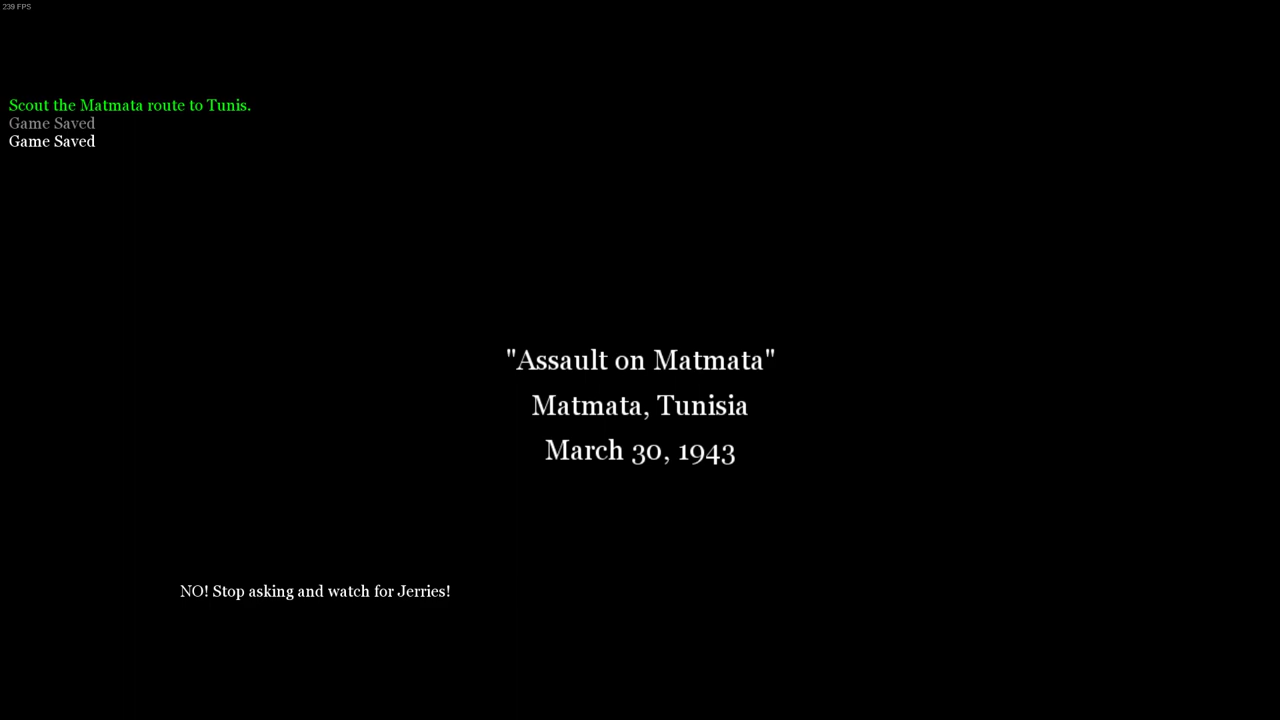 239 FPS
Scout the Matmata route to Tunis.
Game Saved
Game Saved
"Assault on Matmata"
Matmata, Tunisia
March 30, 1943
NO! Stop asking and watch for Jerries!